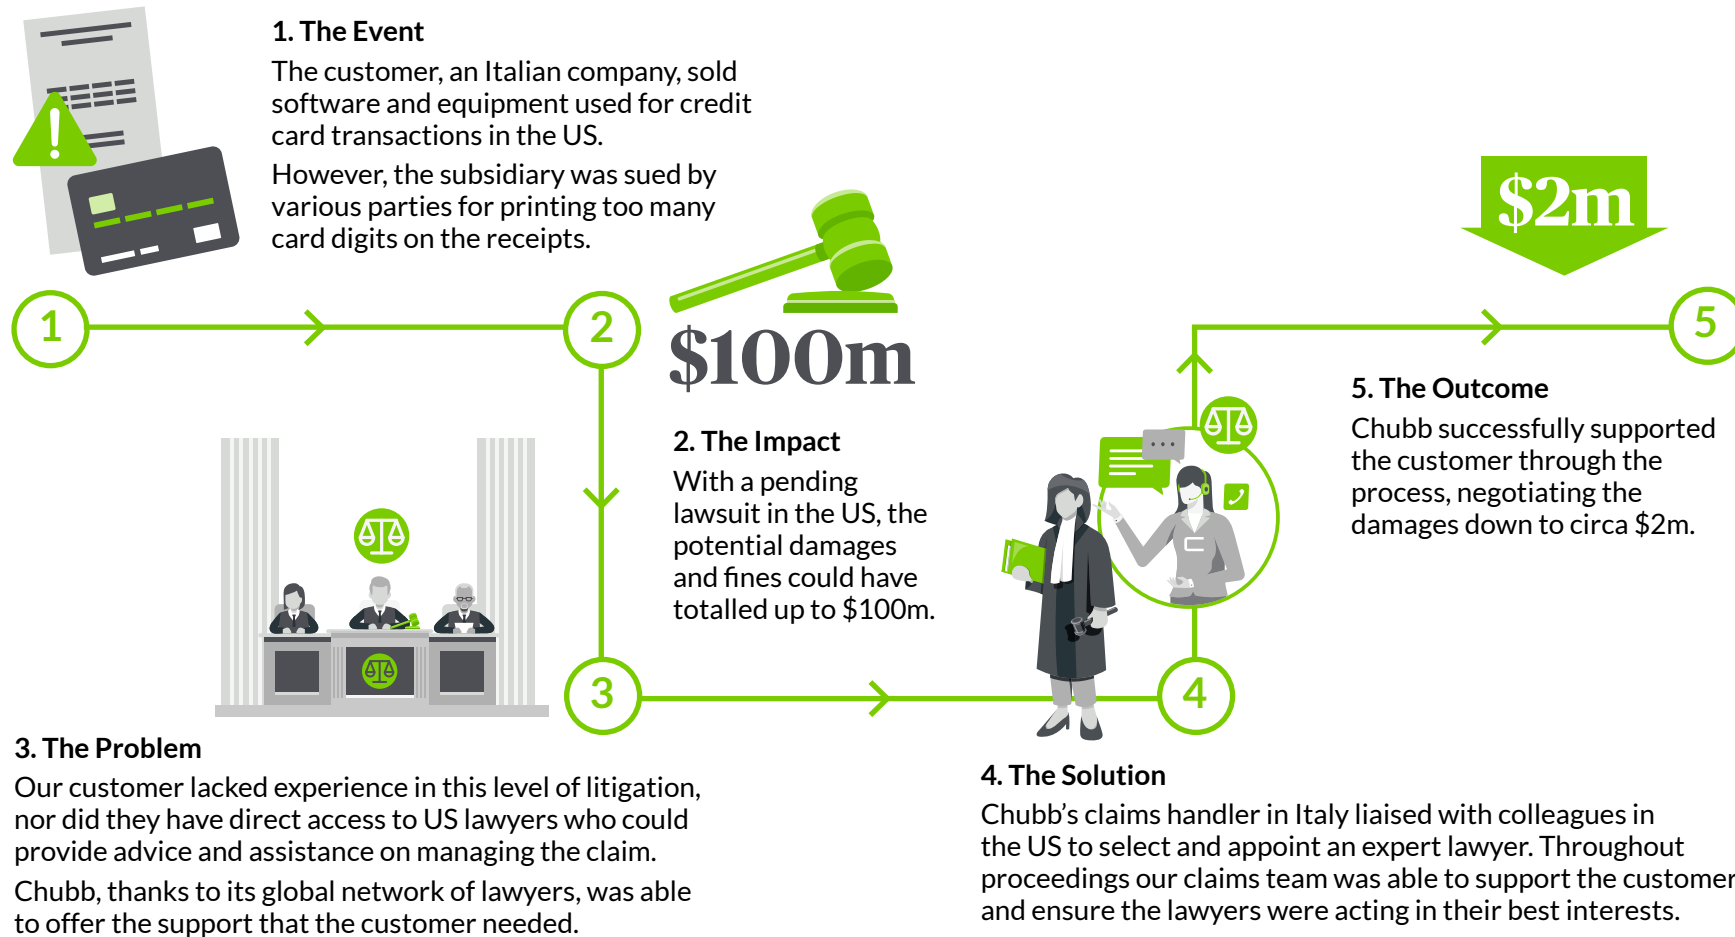 1. The Event
The customer, an Italian company, sold
software and equipment used for credit
card transactions in the US.
However, the subsidiary was sued by
various parties for printing too many
card digits on the receipts.
1
2
$100m
2. The Impact
With a pending
lawsuit in the US, the
potential damages
and fines could have
totalled up to $100m.
3
3. The Problem
Our customer lacked experience in this level of litigation,
nor did they have direct access to US lawyers who could
provide advice and assistance on managing the claim.
Chubb, thanks to its global network of lawyers, was able
to offer the support that the customer needed.
4
4. The Solution
Chubb’s claims handler in Italy liaised with colleagues in
the US to select and appoint an expert lawyer. Throughout
proceedings our claims team was able to support the customer
and ensure the lawyers were acting in their best interests.
$2m
5
5. The Outcome
Chubb successfully supported
the customer through the
process, negotiating the
damages down to circa $2m.